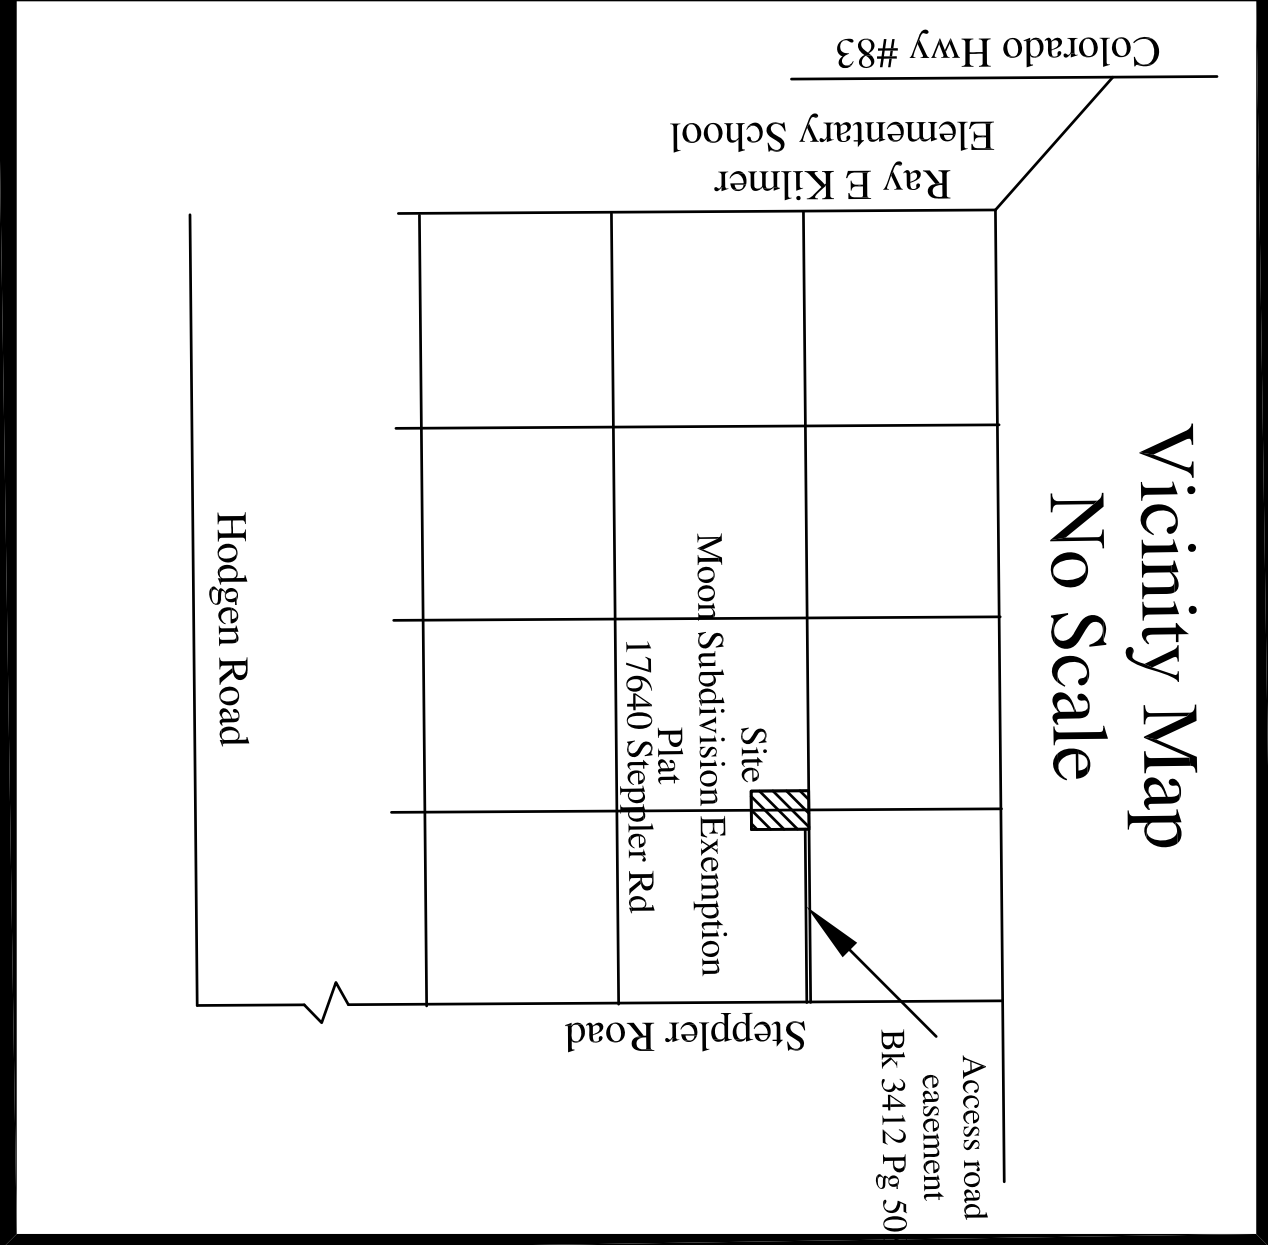 Vicinity Map
No Scale
Colorado Hwy #83
Ray E Kilmer
Elementary School
Site
Moon Subdivision Exemption
Plat
17640 Steppler Rd
Hodgen Road
Steppler Road
Access road
easement
Bk 3412 Pg 50